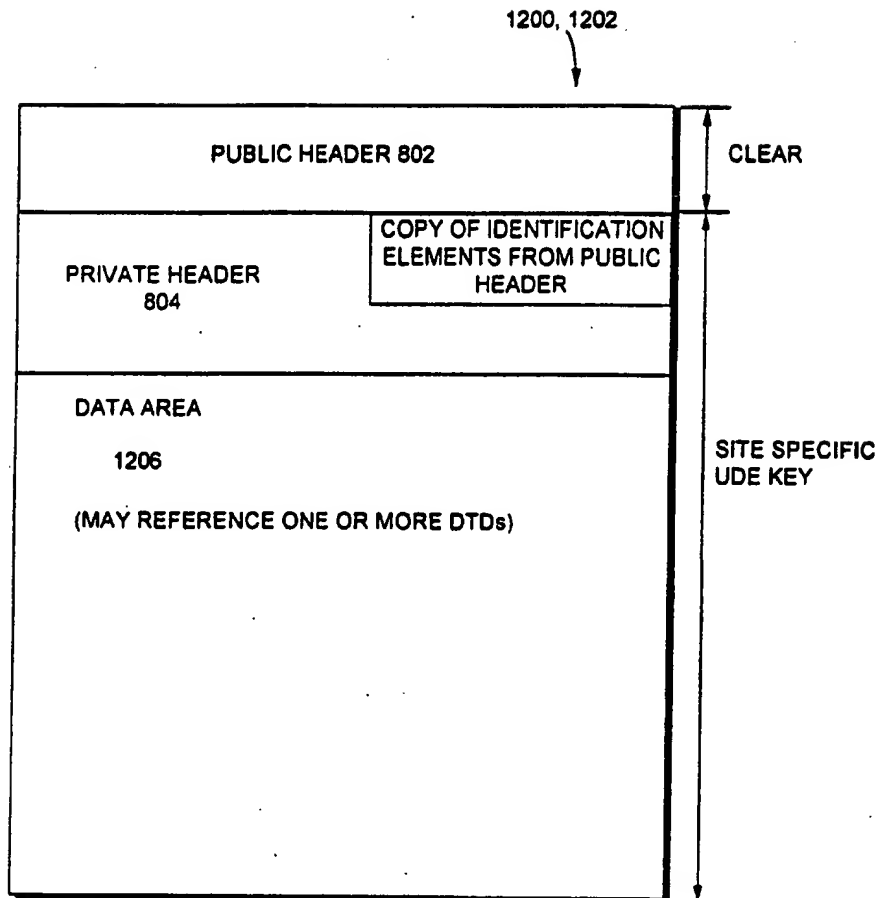 1200, 1202
PUBLIC HEADER 802
CLEAR
COPY OF IDENTIFICATION
ELEMENTS FROM PUBLIC
HEADER
PRIVATE HEADER
804
DATA AREA
1206
(MAY REFERENCE ONE OR MORE DTDs)
SITE SPECIFIC
UDE KEY